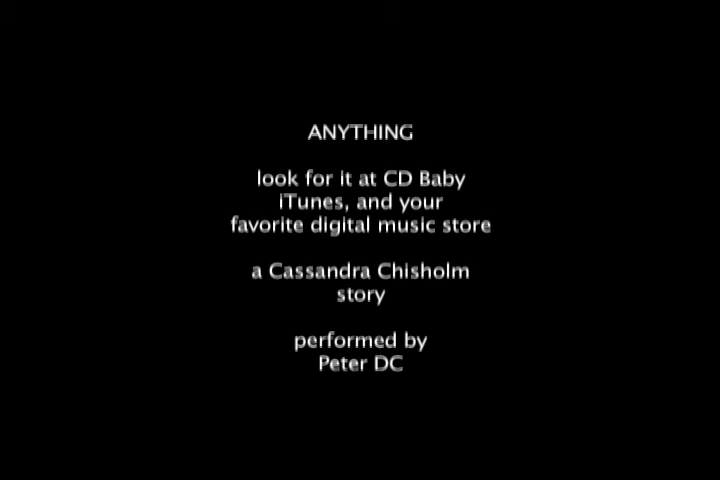 ANYTHING
look for it at CD Baby
iTunes, and your
favorite digital music store
a Cassandra Chisholm
story
performed by
Peter DC